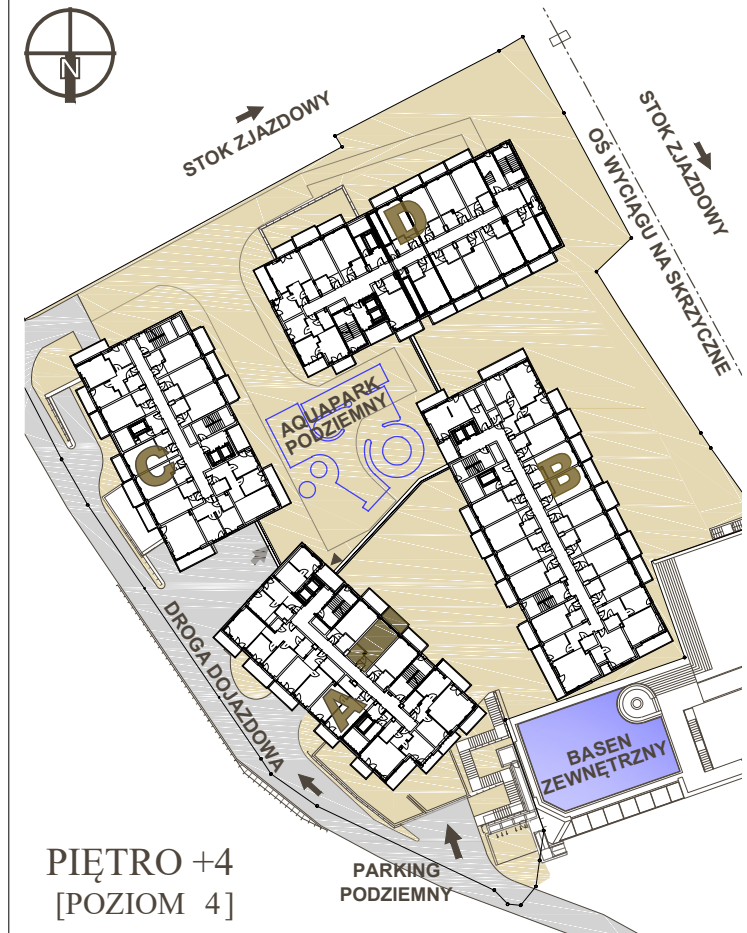 N
STOK ZJAZDOWY
STOK ZJAZDOWY
OŚ WYCIĄGU NA SKRZYCZNE
D
AQUAPARK
PODZIEMNY
C
B
DROGA DOJAZDOWA
A
BASEN
ZEWNĘTRZNY
PIĘTRO +4
[POZIOM 4]
PARKING
PODZIEMNY